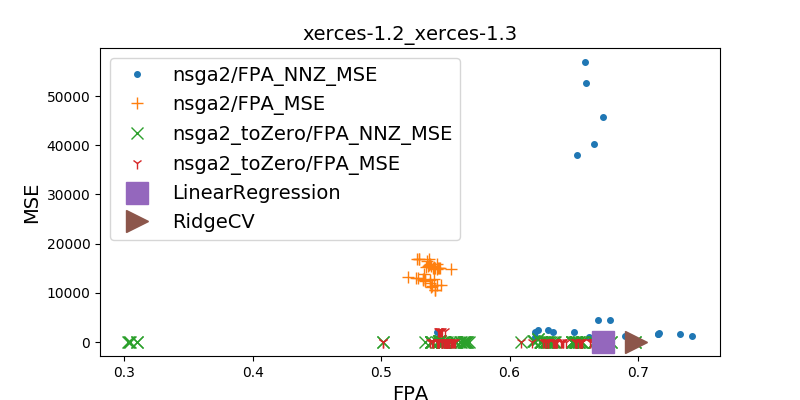 xerces-1.2_xerces-1.3
nsga2/FPA_NNZ_MSE
nsga2/FPA_MSE
nsga2_toZero/FPA_NNZ_MSE
nsga2_toZero/FPA_MSE
LinearRegression
RidgeCV
MSE
50000
40000
30000
20000
10000
0
0.3 0.4 0.5 0.6 0.7
FPA